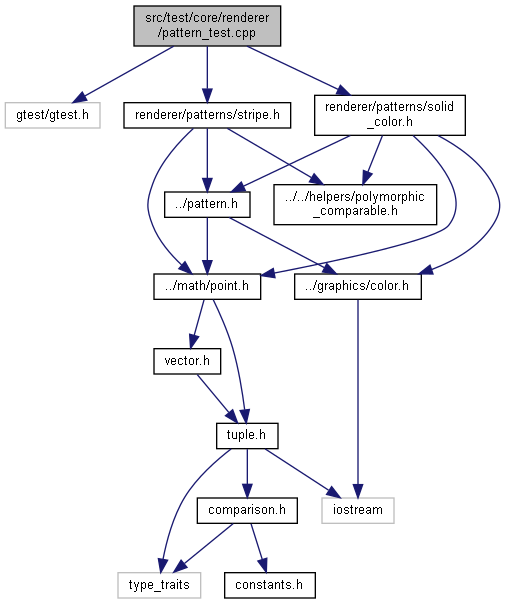 src/test/core/renderer
/pattern_test.cpp
gtest/gtest.h
renderer/patterns/stripe.h
renderer/patterns/solid
_color.h
../pattern.h
../../helpers/polymorphic
_comparable.h
../math/point.h
../graphics/color.h
vector.h
tuple.h
comparison.h
iostream
type_traits
constants.h